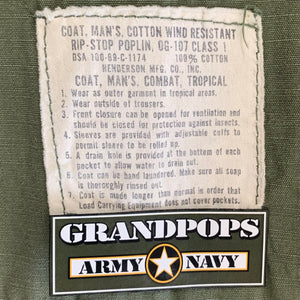 COAT, MAN'S, COTTON WIND RESISTANT
RIP-STOP POPLIN, OG-107 CLASS 1
DSA 100-69-C-1174 100% COTTON
HENDERSON MFG. CO., INC.
COAT, MAN'S, COMBAT, TROPICAL
1. Wear as outer garment in tropical areas.
2. Wear outside of trousers.
3. Front closure can be opened for ventilation and
should be closed for protection against insects.
4. Sleeves are provided with adjustable cuffs to
permit sleeve to be rolled up.
5. A drain hole is provided at the bottom of each
pocket to allow water to drain out.
6. Coat can be hand laundered. Make sure all soap
is thoroughly rinsed out.
7. Coat is made longer than normal in order that
Load Carrying Equipment does not cover pockets.
GRANDPOPS
ARMY NAVY